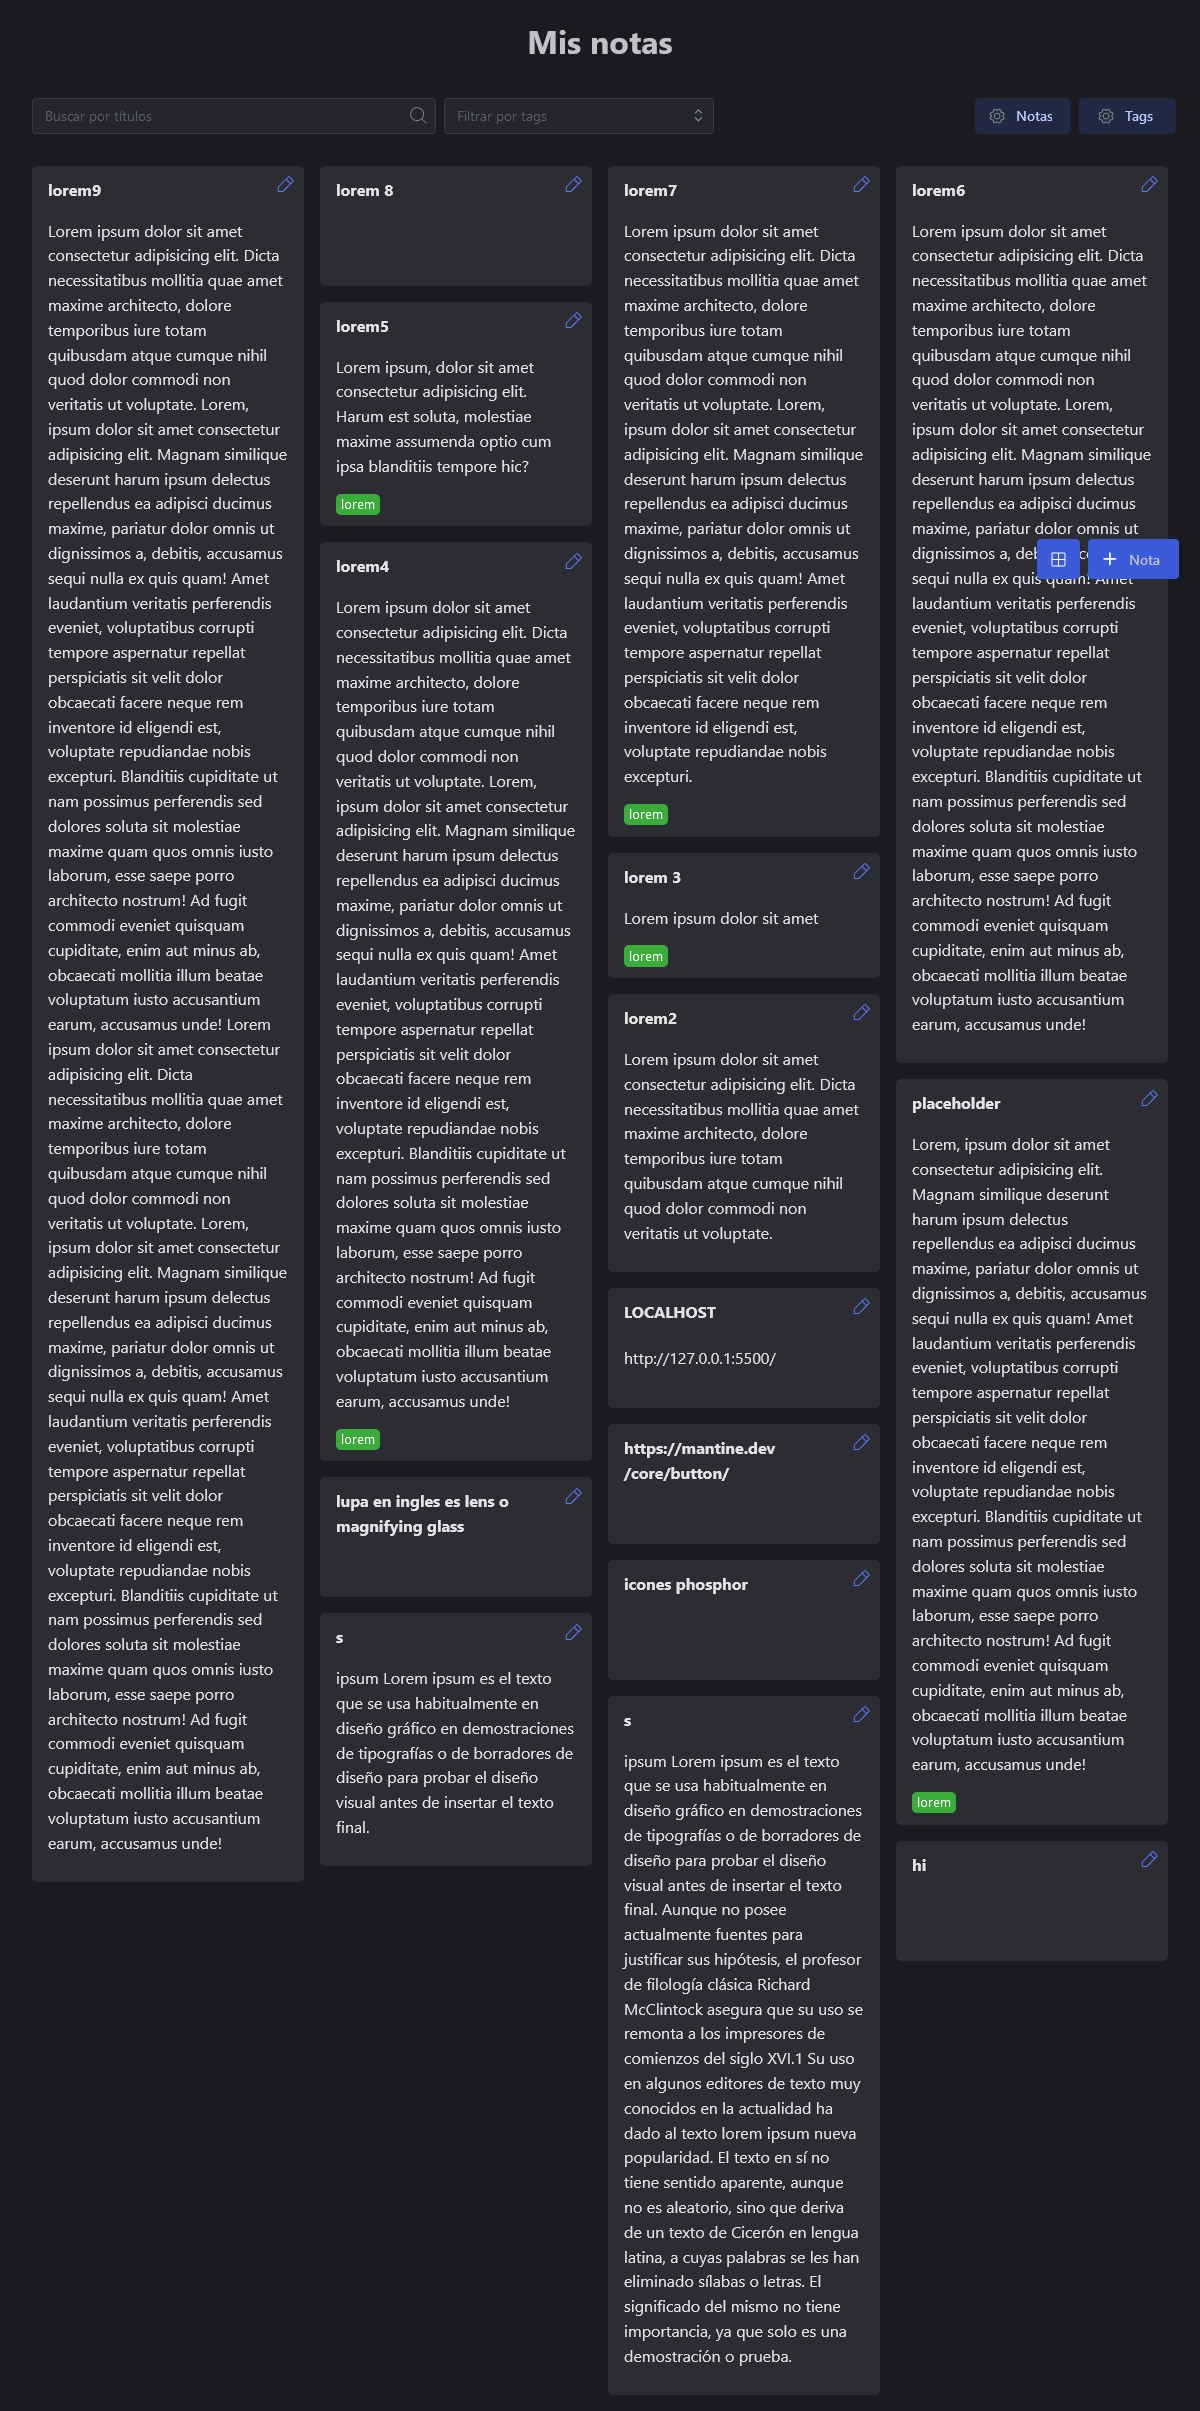 Mis notas
Buscar por títulos
Filtrar por tags
Notas
Tags
lorem9
Lorem ipsum dolor sit amet
consectetur adipisicing elit. Dicta
necessitatibus mollitia quae amet
maxime architecto, dolore
temporibus iure totam
quibusdam atque cumque nihil
quod dolor commodi non
veritatis ut voluptate. Lorem,
ipsum dolor sit amet consectetur
adipisicing elit. Magnam similique
deserunt harum ipsum delectus
repellendus ea adipisci ducimus
maxime, pariatur dolor omnis ut
dignissimos a, debitis, accusamus
sequi nulla ex quis quam! Amet
laudantium veritatis perferendis
eveniet, voluptatibus corrupti
tempore aspernatur repellat
perspiciatis sit velit dolor
obcaecati facere neque rem
inventore id eligendi est,
voluptate repudiandae nobis
excepturi. Blanditiis cupiditate ut
nam possimus perferendis sed
dolores soluta sit molestiae
maxime quam quos omnis iusto
laborum, esse saepe porro
architecto nostrum! Ad fugit
commodi eveniet quisquam
cupiditate, enim aut minus ab,
obcaecati mollitia illum beatae
voluptatum iusto accusantium
earum, accusamus unde! Lorem
ipsum dolor sit amet consectetur
adipisicing elit. Dicta
necessitatibus mollitia quae amet
maxime architecto, dolore
temporibus iure totam
quibusdam atque cumque nihil
quod dolor commodi non
veritatis ut voluptate. Lorem,
ipsum dolor sit amet consectetur
adipisicing elit. Magnam similique
deserunt harum ipsum delectus
repellendus ea adipisci ducimus
maxime, pariatur dolor omnis ut
dignissimos a, debitis, accusamus
sequi nulla ex quis quam! Amet
laudantium veritatis perferendis
eveniet, voluptatibus corrupti
tempore aspernatur repellat
perspiciatis sit velit dolor
obcaecati facere neque rem
inventore id eligendi est,
voluptate repudiandae nobis
excepturi. Blanditiis cupiditate ut
nam possimus perferendis sed
dolores soluta sit molestiae
maxime quam quos omnis iusto
laborum, esse saepe porro
architecto nostrum! Ad fugit
commodi eveniet quisquam
cupiditate, enim aut minus ab,
obcaecati mollitia illum beatae
voluptatum iusto accusantium
earum, accusamus unde!
lorem 8
lorem5
Lorem ipsum, dolor sit amet
consectetur adipisicing elit.
Harum est soluta, molestiae
maxime assumenda optio cum
ipsa blanditiis tempore hic?
lorem
lorem4
Lorem ipsum dolor sit amet
consectetur adipisicing elit. Dicta
necessitatibus mollitia quae amet
maxime architecto, dolore
temporibus iure totam
quibusdam atque cumque nihil
quod dolor commodi non
veritatis ut voluptate. Lorem,
ipsum dolor sit amet consectetur
adipisicing elit. Magnam similique
deserunt harum ipsum delectus
repellendus ea adipisci ducimus
maxime, pariatur dolor omnis ut
dignissimos a, debitis, accusamus
sequi nulla ex quis quam! Amet
laudantium veritatis perferendis
eveniet, voluptatibus corrupti
tempore aspernatur repellat
perspiciatis sit velit dolor
obcaecati facere neque rem
inventore id eligendi est,
voluptate repudiandae nobis
excepturi. Blanditiis cupiditate ut
nam possimus perferendis sed
dolores soluta sit molestiae
maxime quam quos omnis iusto
laborum, esse saepe porro
architecto nostrum! Ad fugit
commodi eveniet quisquam
cupiditate, enim aut minus ab,
obcaecati mollitia illum beatae
voluptatum iusto accusantium
earum, accusamus unde!
lorem
lupa en ingles es lens o
magnifying glass
s
ipsum Lorem ipsum es el texto
que se usa habitualmente en
diseño gráfico en demostraciones
de tipografías o de borradores de
diseño para probar el diseño
visual antes de insertar el texto
final.
lorem7
Lorem ipsum dolor sit amet
consectetur adipisicing elit. Dicta
necessitatibus mollitia quae amet
maxime architecto, dolore
temporibus iure totam
quibusdam atque cumque nihil
quod dolor commodi non
veritatis ut voluptate. Lorem,
ipsum dolor sit amet consectetur
adipisicing elit. Magnam similique
deserunt harum ipsum delectus
repellendus ea adipisci ducimus
maxime, pariatur dolor omnis ut
dignissimos a, debitis, accusamus
sequi nulla ex quis quam! Amet
laudantium veritatis perferendis
eveniet, voluptatibus corrupti
tempore aspernatur repellat
perspiciatis sit velit dolor
obcaecati facere neque rem
inventore id eligendi est,
voluptate repudiandae nobis
excepturi.
lorem
lorem 3
Lorem ipsum dolor sit amet
lorem
lorem2
Lorem ipsum dolor sit amet
consectetur adipisicing elit. Dicta
necessitatibus mollitia quae amet
maxime architecto, dolore
temporibus iure totam
quibusdam atque cumque nihil
quod dolor commodi non
veritatis ut voluptate.
LOCALHOST
http://127.0.0.1:5500/
https://mantine.dev
/core/button/
icones phosphor
s
ipsum Lorem ipsum es el texto
que se usa habitualmente en
diseño gráfico en demostraciones
de tipografías o de borradores de
diseño para probar el diseño
visual antes de insertar el texto
final. Aunque no posee
actualmente fuentes para
justificar sus hipótesis, el profesor
de filología clásica Richard
McClintock asegura que su uso se
remonta a los impresores de
comienzos del siglo XVI.1 Su uso
en algunos editores de texto muy
conocidos en la actualidad ha
dado al texto lorem ipsum nueva
popularidad. El texto en sí no
tiene sentido aparente, aunque
no es aleatorio, sino que deriva
de un texto de Cicerón en lengua
latina, a cuyas palabras se les han
eliminado sílabas o letras. El
significado del mismo no tiene
importancia, ya que solo es una
demostración o prueba.
lorem6
Lorem ipsum dolor sit amet
consectetur adipisicing elit. Dicta
necessitatibus mollitia quae amet
maxime architecto, dolore
temporibus iure totam
quibusdam atque cumque nihil
quod dolor commodi non
veritatis ut voluptate. Lorem,
ipsum dolor sit amet consectetur
adipisicing elit. Magnam similique
deserunt harum ipsum delectus
repellendus ea adipisci ducimus
maxime, pariatur dolor omnis ut
dignissimos a,
sequi nulla ex quis quam! Amet
laudantium veritatis perferendis
eveniet, voluptatibus corrupti
tempore aspernatur repellat
perspiciatis sit velit dolor
obcaecati facere neque rem
inventore id eligendi est,
voluptate repudiandae nobis
excepturi. Blanditiis cupiditate ut
nam possimus perferendis sed
dolores soluta sit molestiae
maxime quam quos omnis iusto
laborum, esse saepe porro
architecto nostrum! Ad fugit
commodi eveniet quisquam
cupiditate, enim aut minus ab,
obcaecati mollitia illum beatae
voluptatum iusto accusantium
earum, accusamus unde!
Nota
placeholder
Lorem, ipsum dolor sit amet
consectetur adipisicing elit.
Magnam similique deserunt
harum ipsum delectus
repellendus ea adipisci ducimus
maxime, pariatur dolor omnis ut
dignissimos a, debitis, accusamus
sequi nulla ex quis quam! Amet
laudantium veritatis perferendis
eveniet, voluptatibus corrupti
tempore aspernatur repellat
perspiciatis sit velit dolor
obcaecati facere neque rem
inventore id eligendi est,
voluptate repudiandae nobis
excepturi. Blanditiis cupiditate ut
nam possimus perferendis sed
dolores soluta sit molestiae
maxime quam quos omnis iusto
laborum, esse saepe porro
architecto nostrum! Ad fugit
commodi eveniet quisquam
cupiditate, enim aut minus ab,
obcaecati mollitia illum beatae
voluptatum iusto accusantium
earum, accusamus unde!
lorem
hi